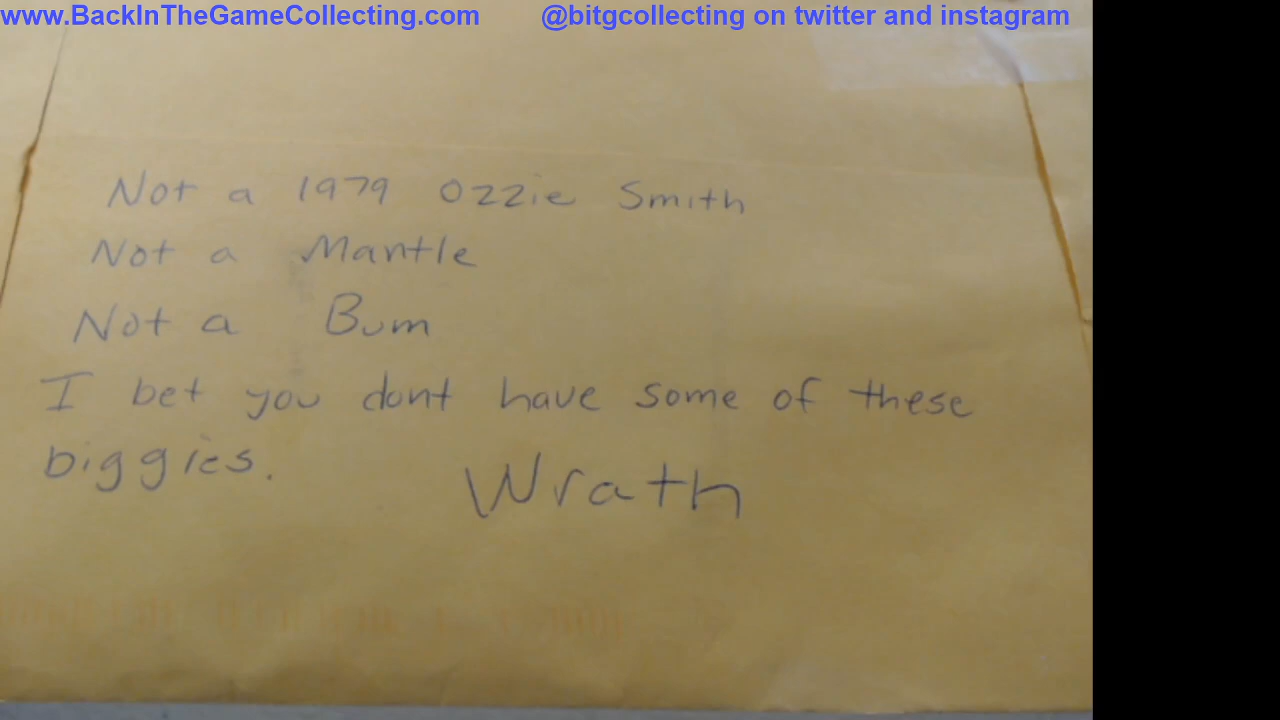 www.BackInTheGameCollecting.com @bitgcollecting on twitter and instagram
Not a 1979 Ozzie Smith
Not a Mantle
Not a Bum
I bet you dont have some of these
biggies.
Wrath